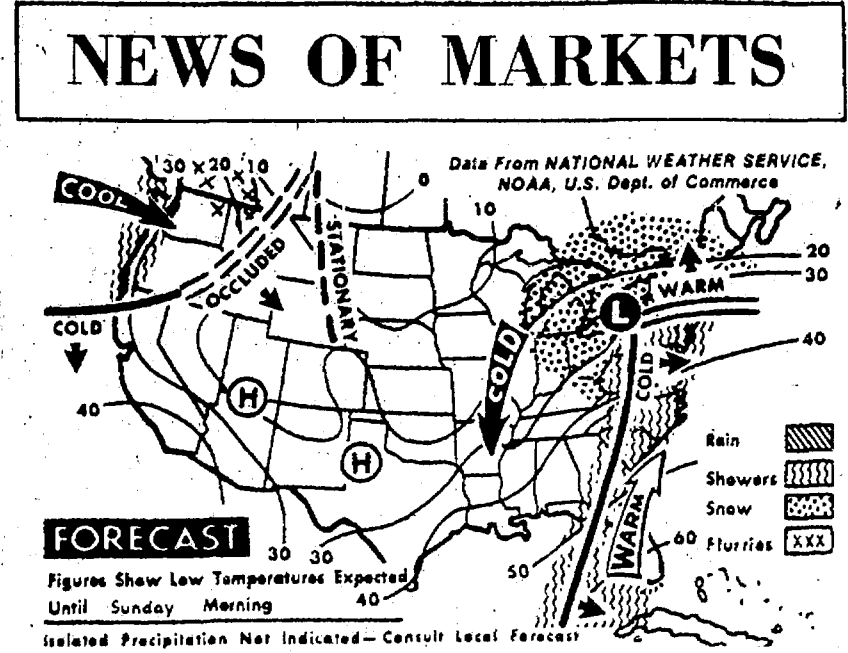 NEWS OF MARKETS
Data From NATIONAL WEATHER SERVICE,
NOAA, U.S. Dept. of Commerce
30 20 10
0
10
COOL
OCCLUDED
STATIONARY
20
30
WARM
L
COLD
COLD
COLD
40
40
H
H
Rain
Showers
Snow
Flurries XXX
WARM
60
50
FORECAST
30 30
Figures Show Low Temperatures Expected
Until Sunday Morning
40
Isolated Precipitation Not Indicated—Consult Local Forecast